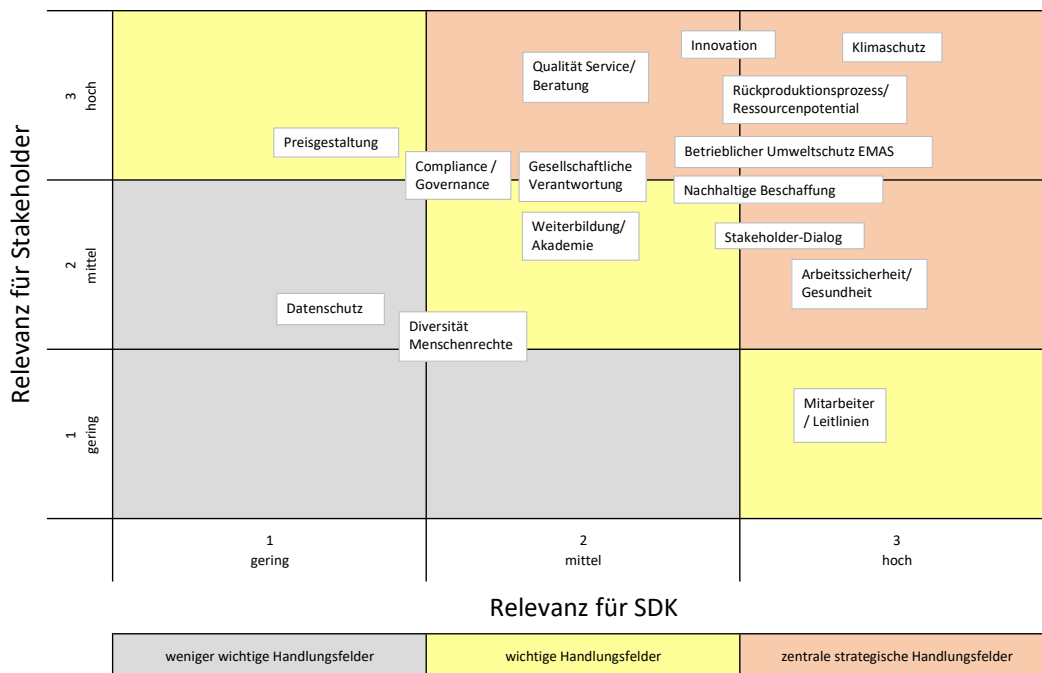 Relevanz für Stakeholder
3
hoch
2
mittel
1
gering
Innovation
Klimaschutz
Qualität Service/
Beratung
Rückproduktionsprozess/
Ressourcenpotential
Preisgestaltung
Betrieblicher Umweltschutz EMAS
Compliance /
Governance
Gesellschaftliche
Verantwortung
Nachhaltige Beschaffung
Weiterbildung/
Akademie
Stakeholder-Dialog
Arbeitssicherheit/
Gesundheit
Datenschutz
Diversität
Menschenrechte
Mitarbeiter
/ Leitlinien
1
gering
2
mittel
3
hoch
Relevanz für SDK
weniger wichtige Handlungsfelder
wichtige Handlungsfelder
zentrale strategische Handlungsfelder